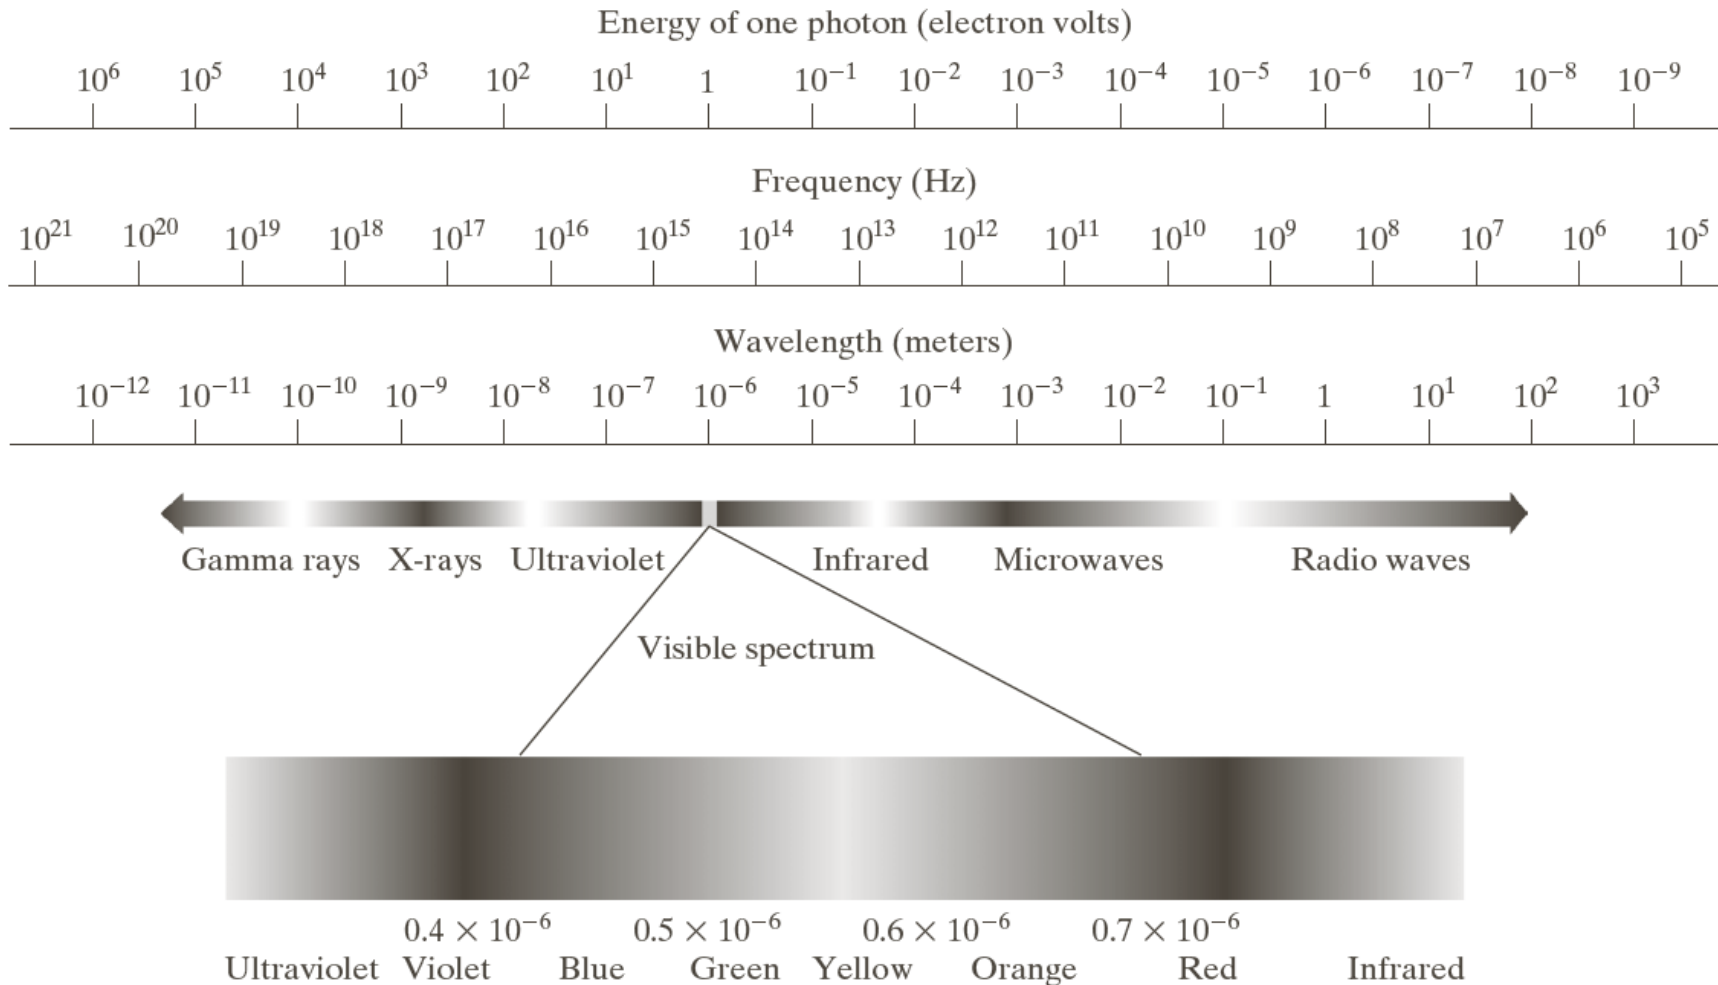 Energy of one photon (electron volts)
10⁶ 10⁵ 10⁴ 10³ 10² 10¹ 1 10⁻¹ 10⁻² 10⁻³ 10⁻⁴ 10⁻⁵ 10⁻⁶ 10⁻⁷ 10⁻⁸ 10⁻⁹
Frequency (Hz)
10²¹ 10²⁰ 10¹⁹ 10¹⁸ 10¹⁷ 10¹⁶ 10¹⁵ 10¹⁴ 10¹³ 10¹² 10¹¹ 10¹⁰ 10⁹ 10⁸ 10⁷ 10⁶ 10⁵
Wavelength (meters)
10⁻¹² 10⁻¹¹ 10⁻¹⁰ 10⁻⁹ 10⁻⁸ 10⁻⁷ 10⁻⁶ 10⁻⁵ 10⁻⁴ 10⁻³ 10⁻² 10⁻¹ 1 10¹ 10² 10³
Gamma rays X-rays Ultraviolet Infrared Microwaves Radio waves
Visible spectrum
0.4 × 10⁻⁶ 0.5 × 10⁻⁶ 0.6 × 10⁻⁶ 0.7 × 10⁻⁶
Ultraviolet Violet Blue Green Yellow Orange Red Infrared